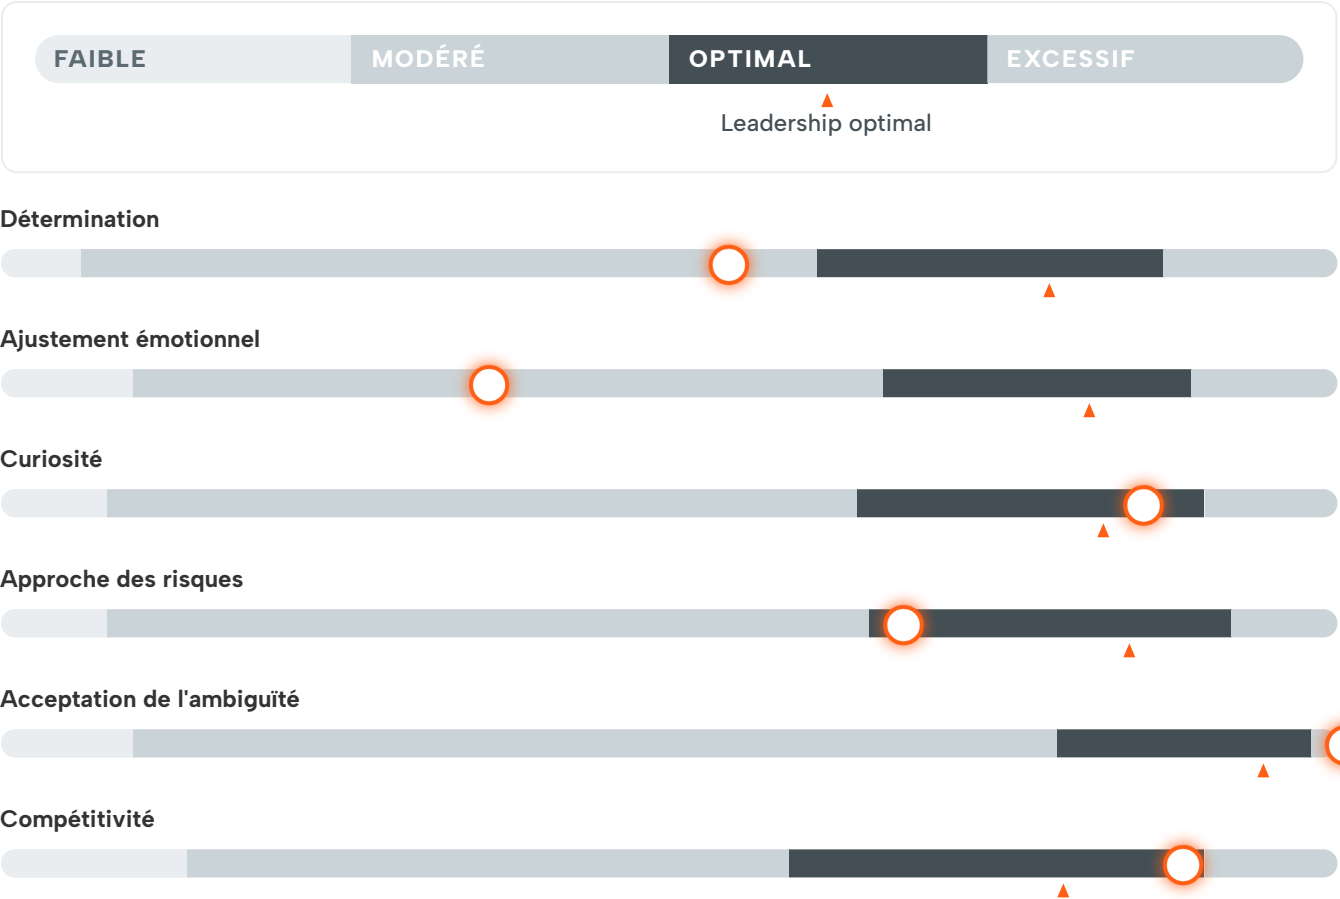 FAIBLE MODÉRÉ OPTIMAL EXCESSIF
Leadership optimal
Détermination
Ajustement émotionnel
Curiosité
Approche des risques
Acceptation de l'ambiguïté
Compétitivité